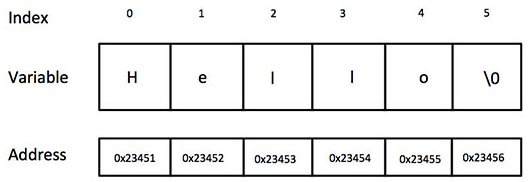 Index 0 1 2 3 4 5
Variable H e l l o \0
Address 0x23451 0x23452 0x23453 0x23454 0x23455 0x23456